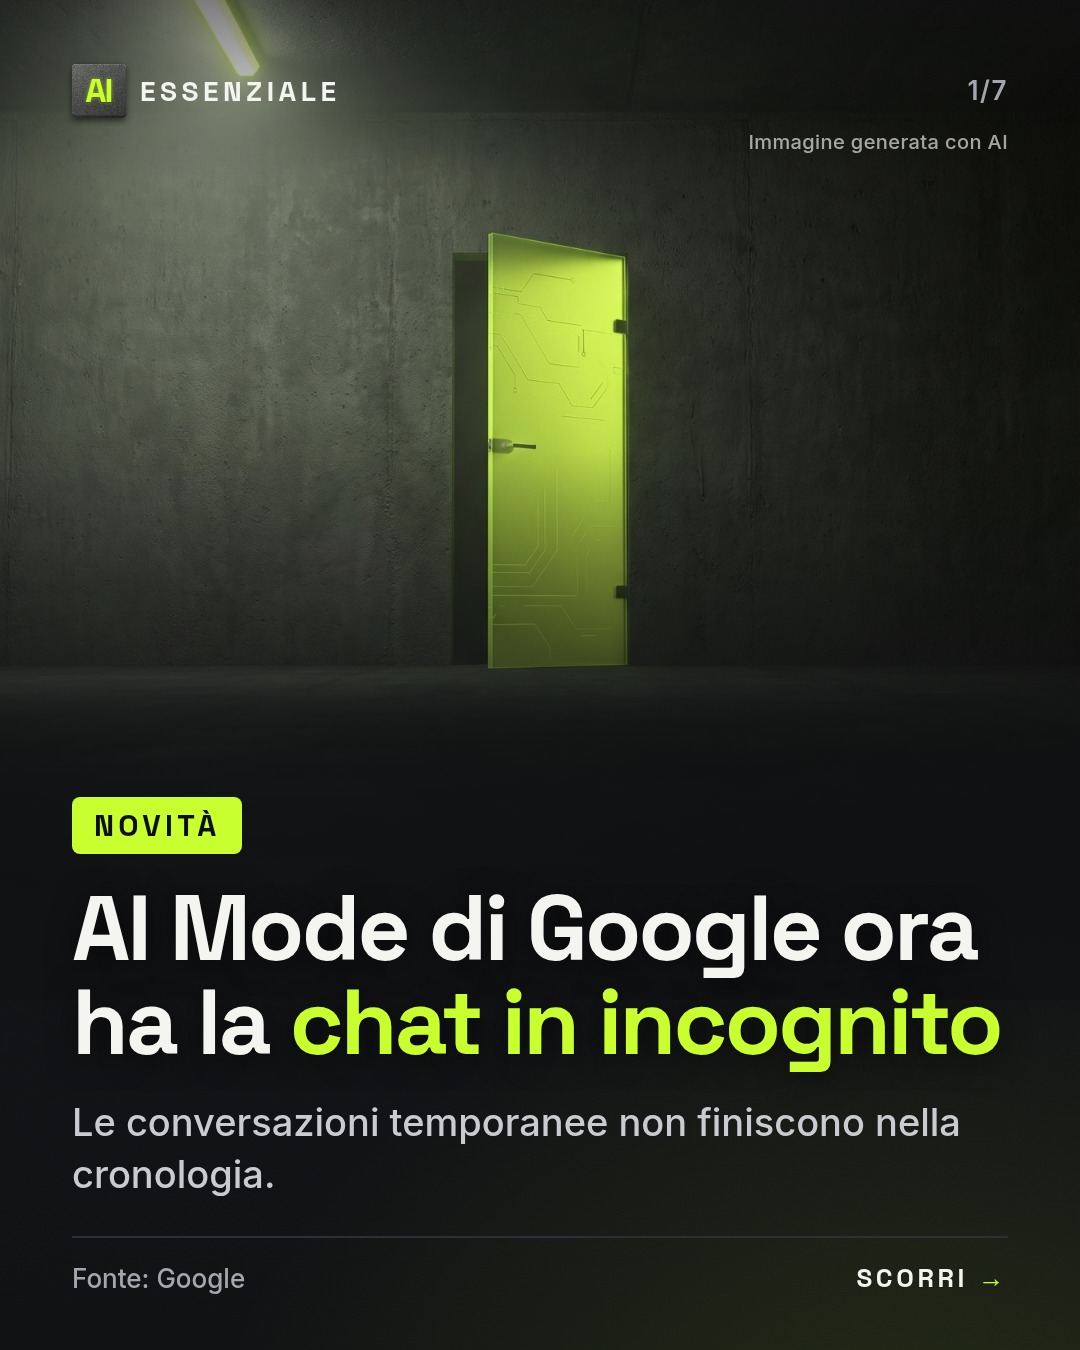 AI ESSENZIALE
1/7
Immagine generata con AI
NOVITÀ
AI Mode di Google ora
ha la chat in incognito
Le conversazioni temporanee non finiscono nella
cronologia.
Fonte: Google
SCORRI →